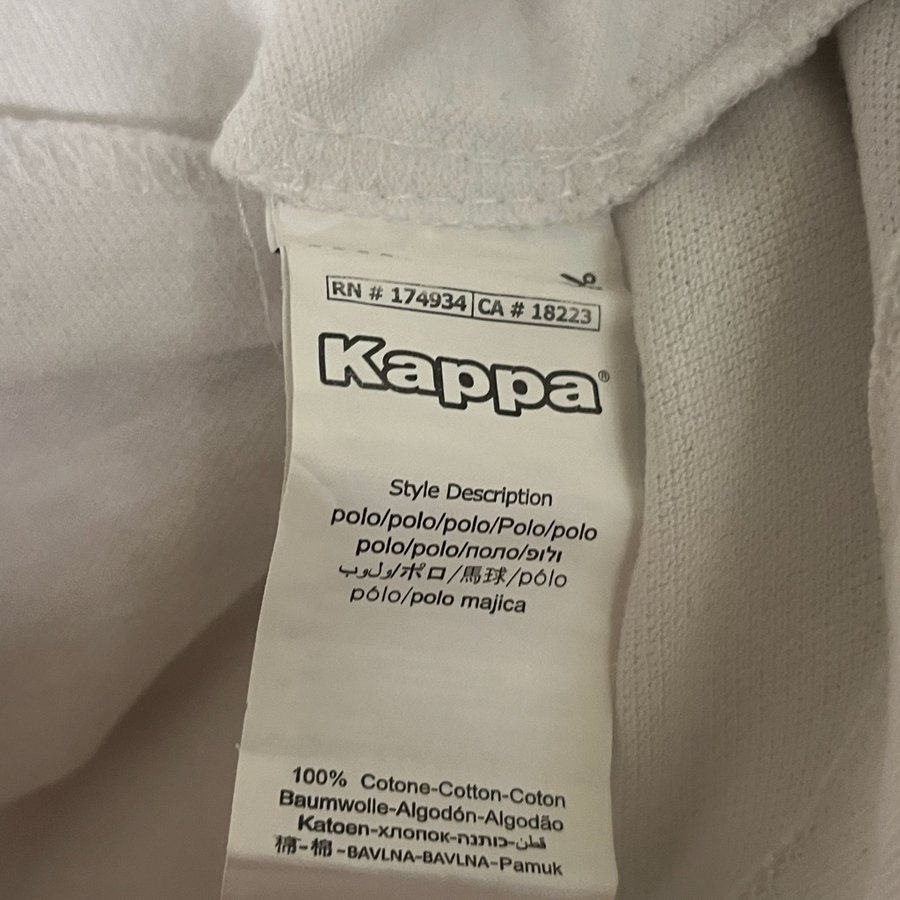 RN # 174934 CA # 18223
Kappa®
Style Description
polo/polo/polo/Polo/polo
polo/polo/поло/פולו
بولو/ポロ/馬球/pólo
pólo/polo majica
100% Cotone-Cotton-Coton
Baumwolle-Algodón-Algodão
Katoen-хлопок-כותנה-قطن
棉-棉-BAVLNA-BAVLNA-Pamuk